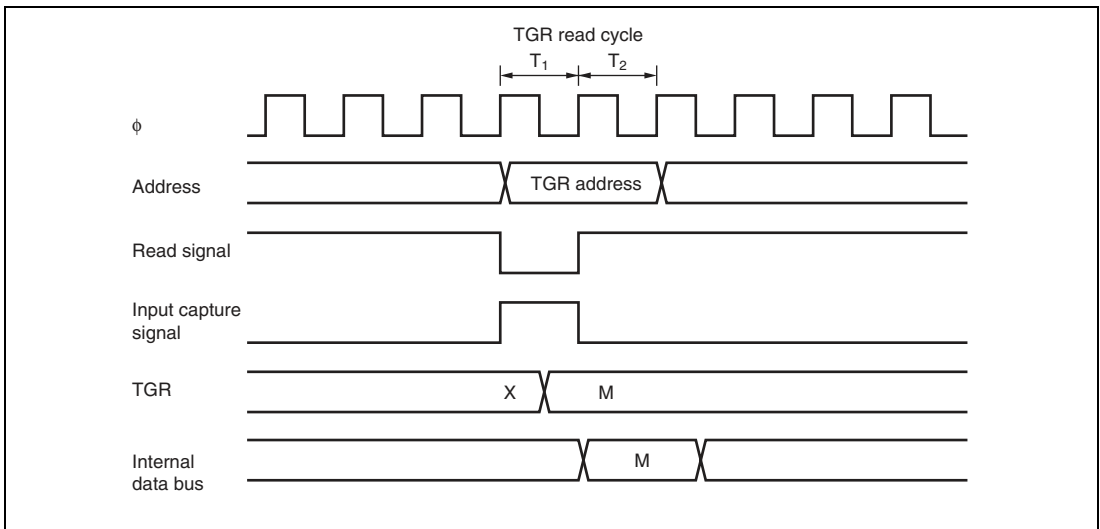 TGR read cycle
T₁ T₂
ϕ
Address
TGR address
Read signal
Input capture
signal
TGR
X M
Internal
data bus
M